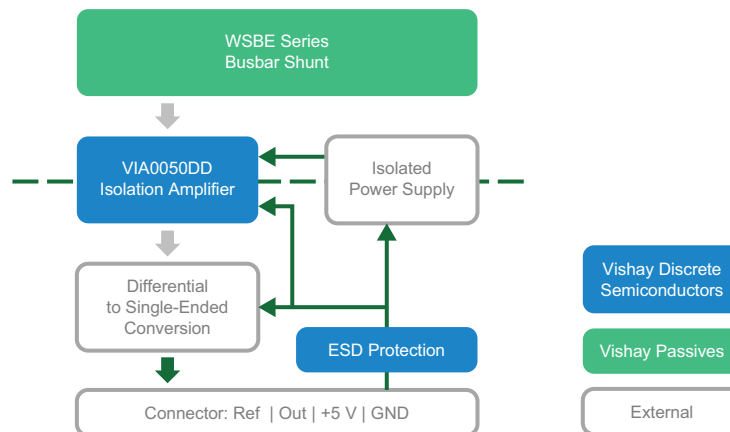 WSBE Series
Busbar Shunt
VIA0050DD
Isolation Amplifier
Isolated
Power Supply
Differential
to Single-Ended
Conversion
ESD Protection
Connector: Ref | Out | +5 V | GND
Vishay Discrete
Semiconductors
Vishay Passives
External